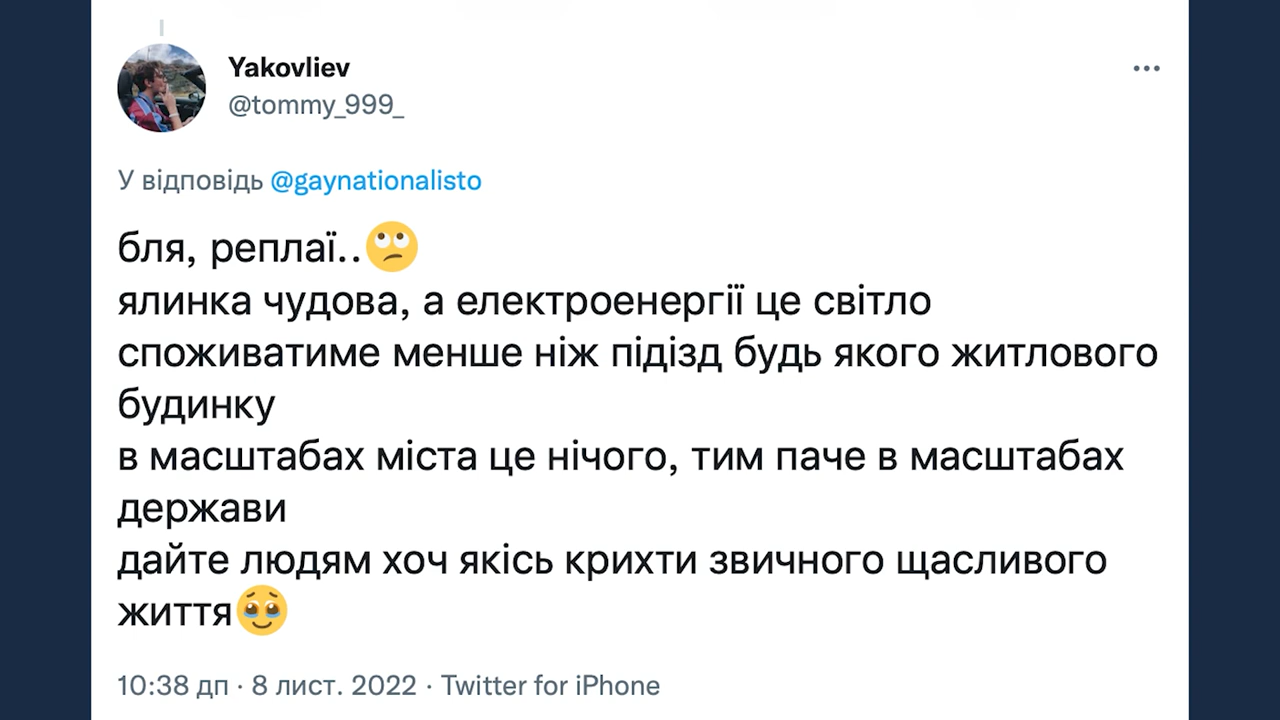 Yakovliev
@tommy_999_
У відповідь @gaynationalisto
бля, реплаї..🙄
ялинка чудова, а електроенергії це світло
споживатиме менше ніж підізд будь якого житлового
будинку
в масштабах міста це нічого, тим паче в масштабах
держави
дайте людям хоч якісь крихти звичного щасливого
життя🥹
10:38 дп · 8 лист. 2022 · Twitter for iPhone